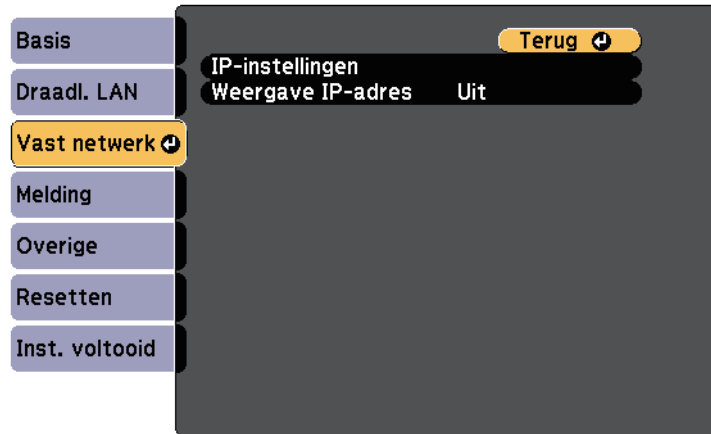 Basis
Draadl. LAN
Vast netwerk
Melding
Overige
Resetten
Inst. voltooid
Terug
IP-instellingen
Weergave IP-adres Uit